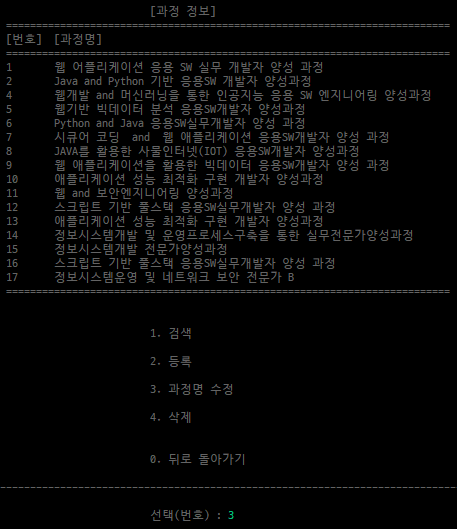 [과정 정보]
[번호] [과정명]
1 웹 어플리케이션 응용 SW 실무 개발자 양성 과정
2 Java and Python 기반 응용SW 개발자 양성과정
4 웹개발 and 머신러닝을 통한 인공지능 응용 SW 엔지니어링 양성과정
5 웹기반 빅데이터 분석 응용SW개발자 양성과정
6 Python and Java 응용SW실무개발자 양성 과정
7 시큐어 코딩 and 웹 애플리케이션 응용SW개발자 양성 과정
8 JAVA를 활용한 사물인터넷(IOT) 응용SW개발자 양성과정
9 웹 애플리케이션을 활용한 빅데이터 응용SW개발자 양성 과정
10 애플리케이션 성능 최적화 구현 개발자 양성과정
11 웹 and 보안엔지니어링 양성과정
12 스크립트 기반 풀스택 응용SW실무개발자 양성 과정
13 애플리케이션 성능 최적화 구현 개발자 양성과정
14 정보시스템개발 및 운영프로세스구축을 통한 실무전문가양성과정
15 정보시스템개발 전문가양성과정
16 스크립트 기반 풀스택 응용SW실무개발자 양성 과정
17 정보시스템운영 및 네트워크 보안 전문가 B
1. 검색
2. 등록
3. 과정명 수정
4. 삭제
0. 뒤로 돌아가기
선택(번호) : 3